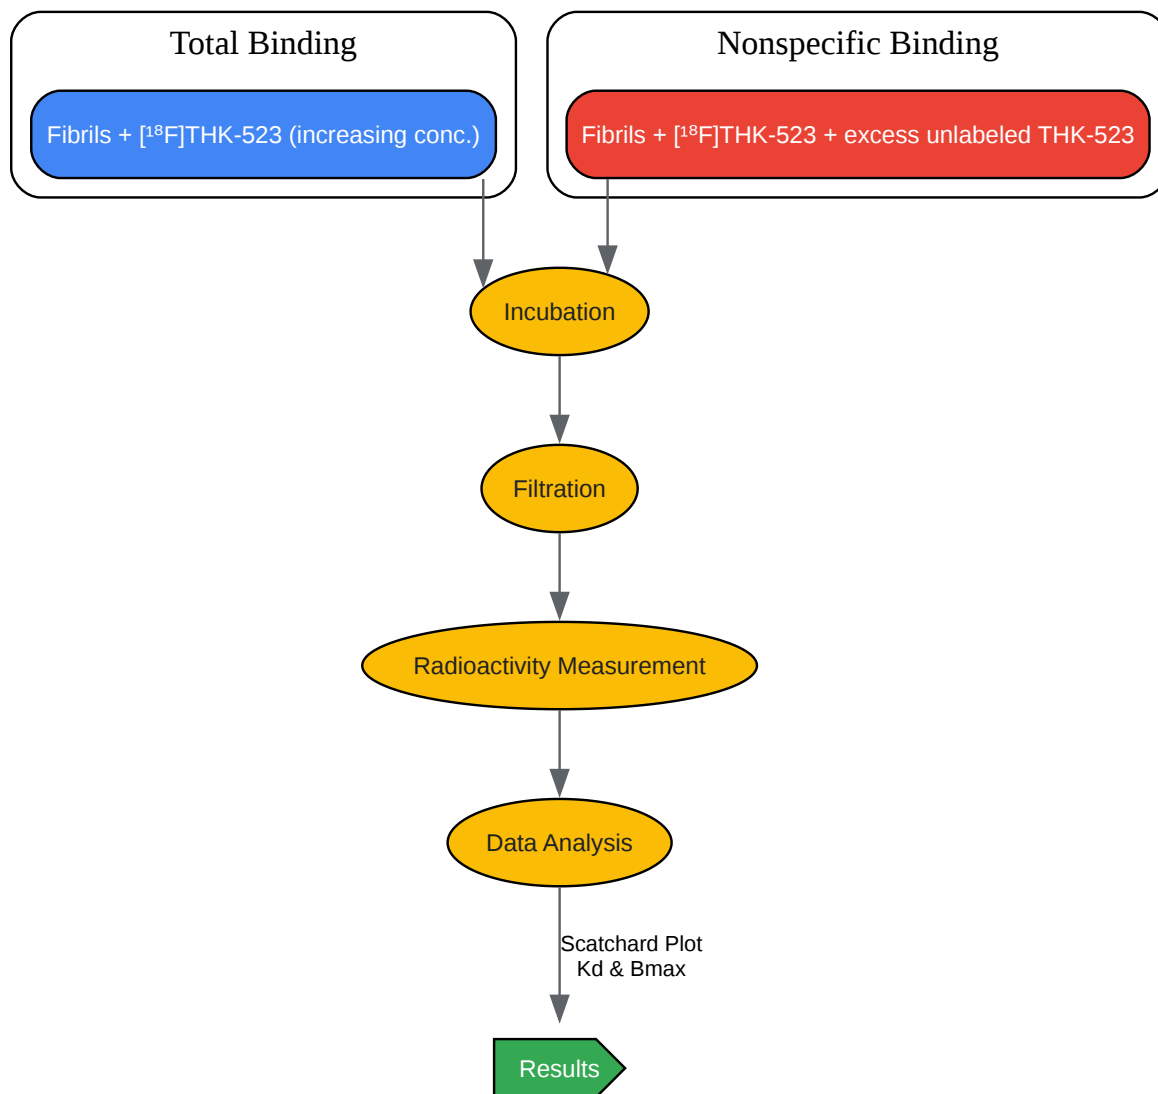 Total Binding
Nonspecific Binding
Fibrils + [¹⁸F]THK-523 (increasing conc.)
Fibrils + [¹⁸F]THK-523 + excess unlabeled THK-523
Incubation
Filtration
Radioactivity Measurement
Data Analysis
Scatchard Plot
Kd & Bmax
Results